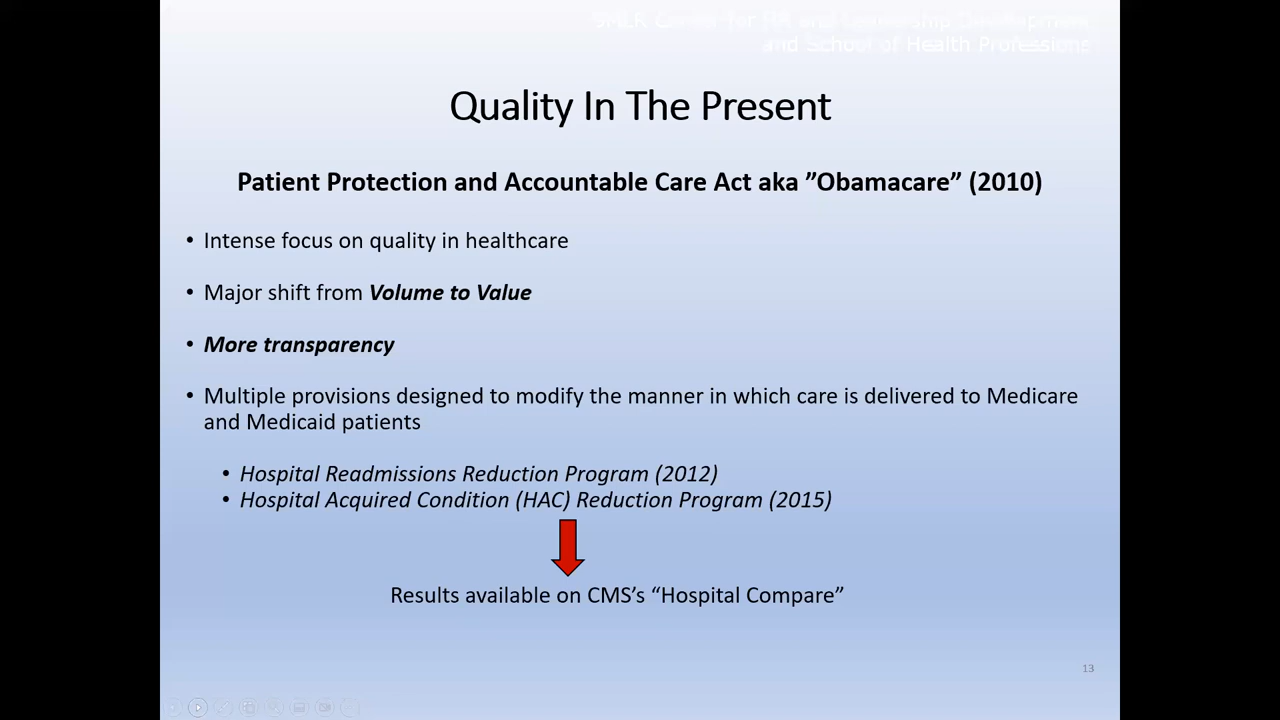 SMLR Center for HR and Leadership Development
and School of Health Professions
Quality In The Present
Patient Protection and Accountable Care Act aka ”Obamacare” (2010)
• Intense focus on quality in healthcare
• Major shift from Volume to Value
• More transparency
• Multiple provisions designed to modify the manner in which care is delivered to Medicare
and Medicaid patients
• Hospital Readmissions Reduction Program (2012)
• Hospital Acquired Condition (HAC) Reduction Program (2015)
Results available on CMS’s “Hospital Compare”
13